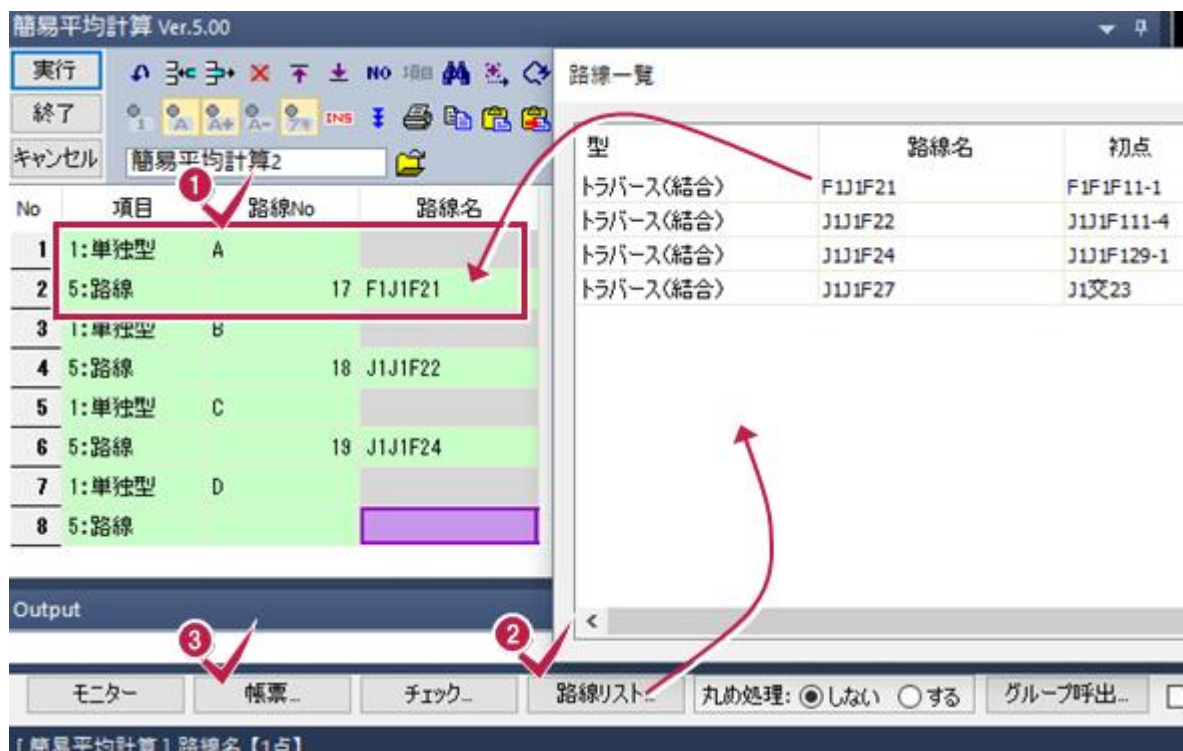 簡易平均計算 Ver.5.00
実行
NO 項目
終了
1 A A+ A- INS
キャンセル 簡易平均計算2
No 項目 路線No 路線名
1 1:単独型 A
2 5:路線 17 F1J1F21
3 1:単独型 B
4 5:路線 18 J1J1F22
5 1:単独型 C
6 5:路線 19 J1J1F24
7 1:単独型 D
8 5:路線
路線一覧
型 路線名 初点
トラバース(結合) F1J1F21 F1F1F11-1
トラバース(結合) J1J1F22 J1J1F111-4
トラバース(結合) J1J1F24 J1J1F129-1
トラバース(結合) J1J1F27 J1交23
1
2
3
Output
モニター 帳票... チェック... 路線リスト... 丸め処理: しない する グループ呼出...
[簡易平均計算]路線名【1点】